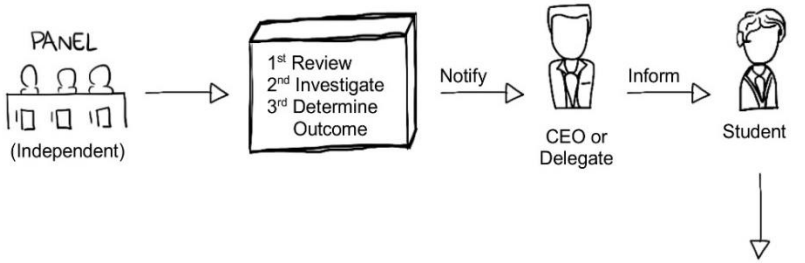 PANEL
(Independent)
1st Review
2nd Investigate
3rd Determine
Outcome
Notify
CEO or
Delegate
Inform
Student